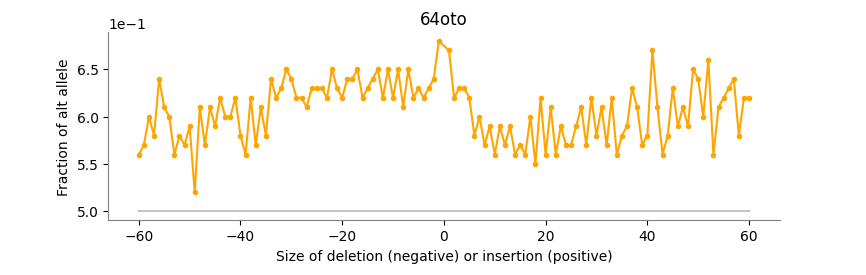 64oto
1e−1
Fraction of alt allele
6.5
6.0
5.5
5.0
−60 −40 −20 0 20 40 60
Size of deletion (negative) or insertion (positive)